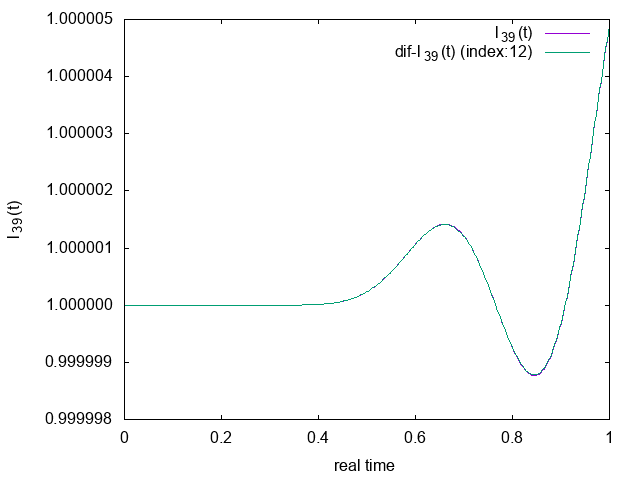 1.000005
1.000004
1.000003
1.000002
1.000001
1.000000
0.999999
0.999998
0 0.2 0.4 0.6 0.8 1
real time
I39(t)
I39(t)
dif-I39(t) (index:12)